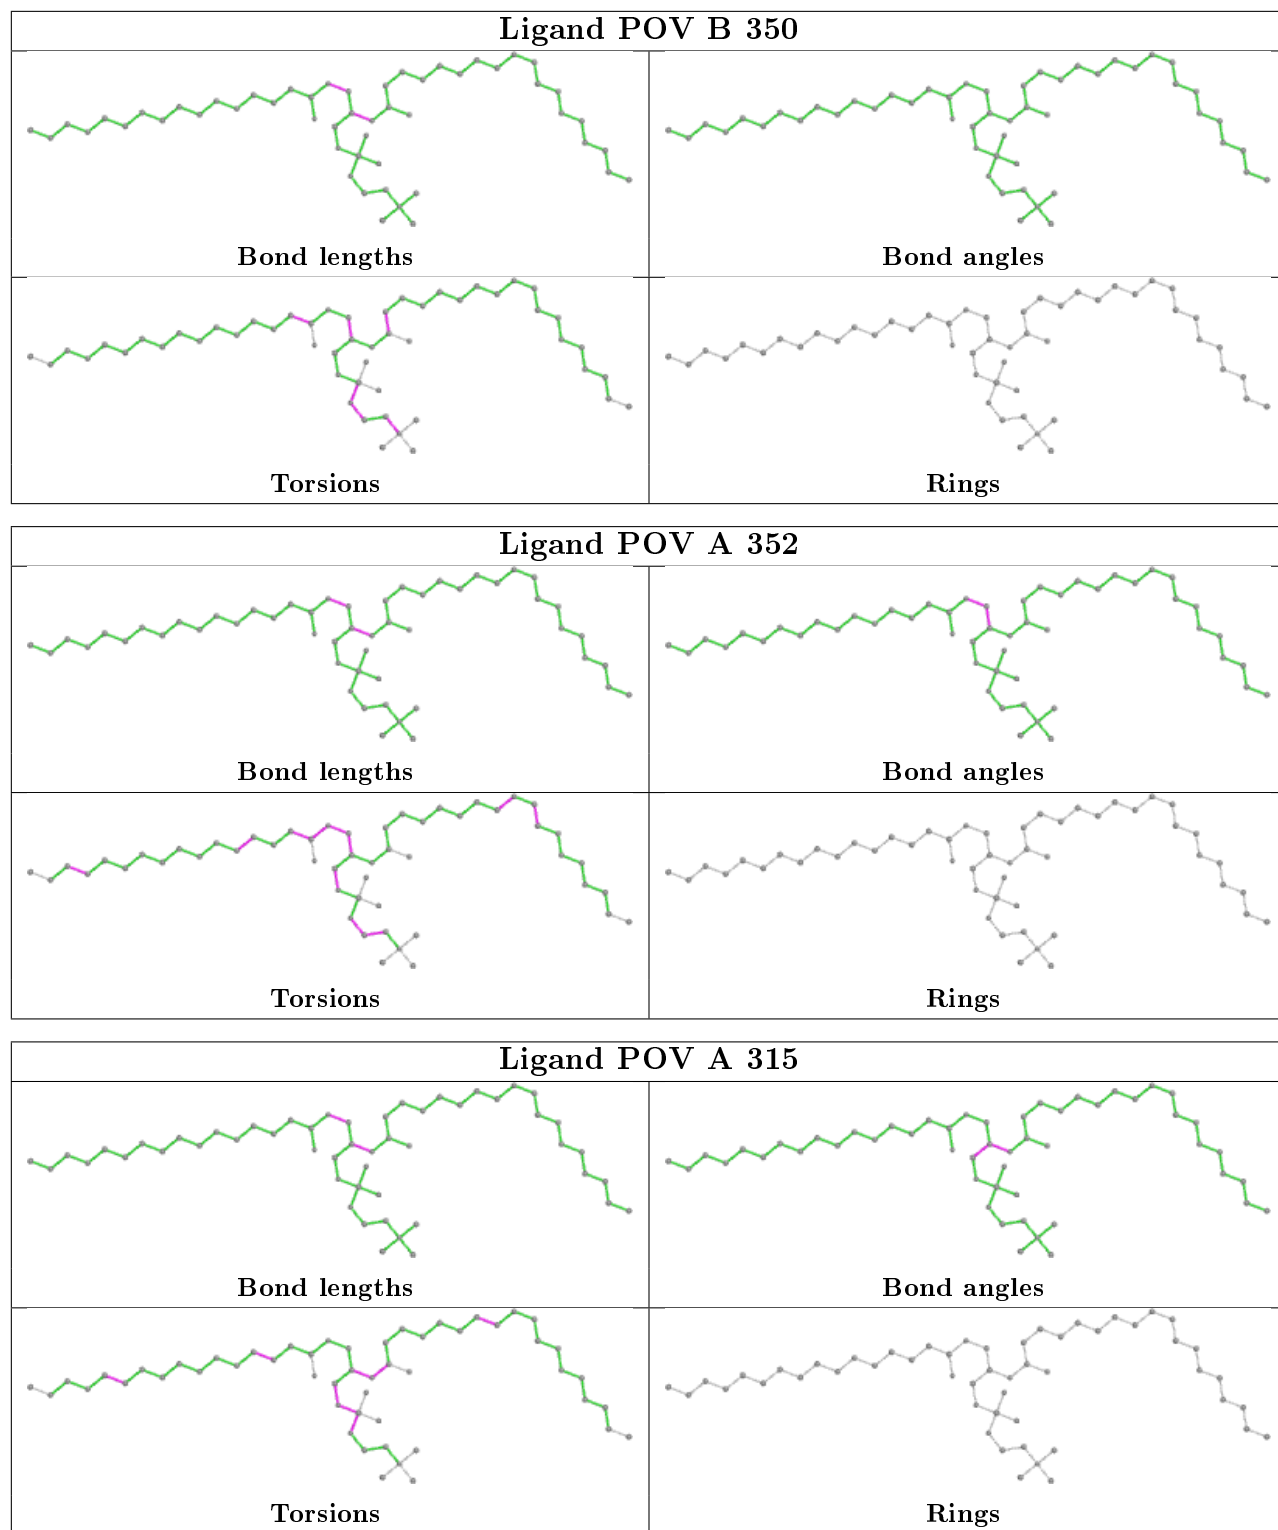 Ligand POV B 350
Bond lengths
Bond angles
Torsions
Rings
Ligand POV A 352
Bond lengths
Bond angles
Torsions
Rings
Ligand POV A 315
Bond lengths
Bond angles
Torsions
Rings